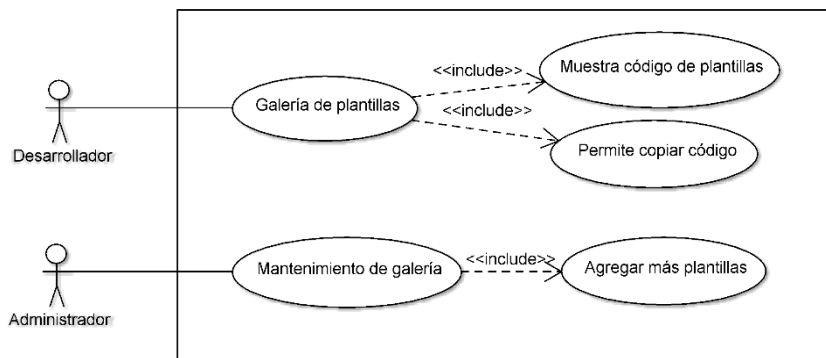 <<include>>
Muestra código de plantillas
Galería de plantillas
<<include>>
Desarrollador
Permite copiar código
<<include>>
Mantenimiento de galería
Agregar más plantillas
Administrador